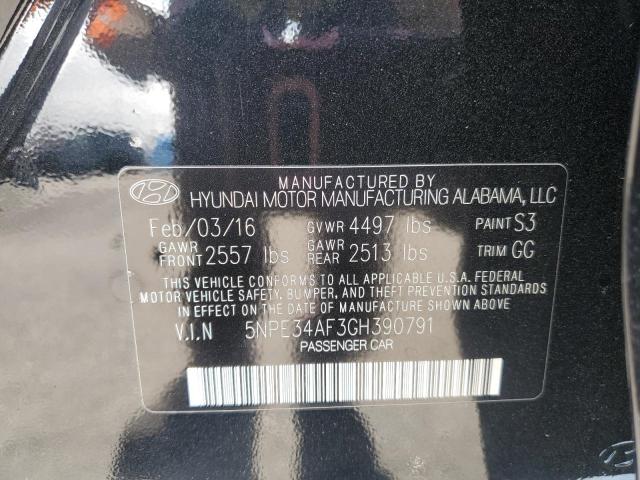 MANUFACTURED BY
HYUNDAI MOTOR MANUFACTURING ALABAMA, LLC
Feb/03/16 GVWR 4497 lbs PAINT S3
GAWR FRONT 2557 lbs GAWR REAR 2513 lbs TRIM GG
THIS VEHICLE CONFORMS TO ALL APPLICABLE U.S.A. FEDERAL
MOTOR VEHICLE SAFETY, BUMPER, AND THEFT PREVENTION
STANDARDS IN EFFECT ON THE DATE OF MANUFACTURE SHOWN ABOVE
V.I.N 5NPE34AF3GH390791
PASSENGER CAR